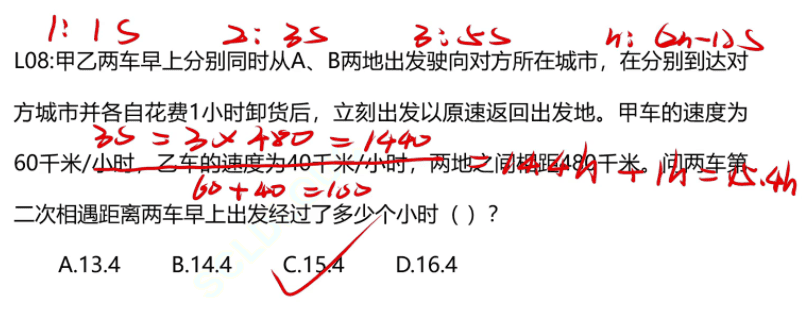 1: 1S 2: 3S 3: 5S n: (2n-1)S
L08:甲乙两车早上分别同时从A、B两地出发驶向对方所在城市，在分别到达对
方城市并各自花费1小时卸货后，立刻出发以原速返回出发地。甲车的速度为
3S = 3×480 = 1440
60千米/小时，乙车的速度为40千米/小时，两地之间相距480千米。问两车第
= 14.4h + 1h = 15.4h
60+40 =100
二次相遇距离两车早上出发经过了多少个小时（ ）？
A.13.4 B.14.4 C.15.4 D.16.4